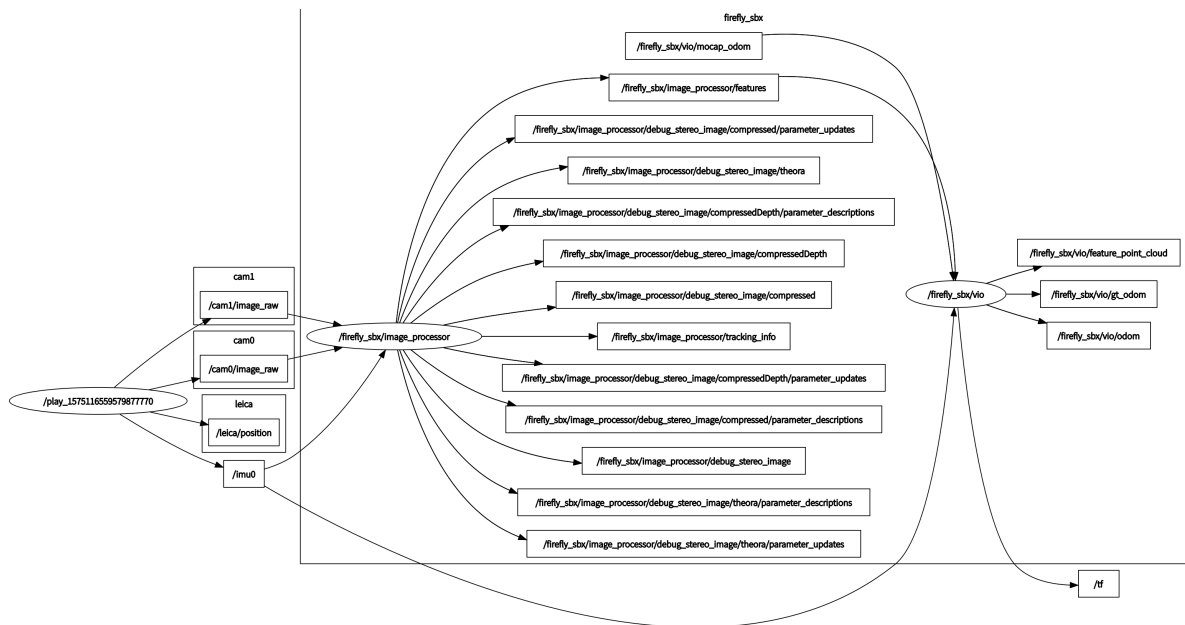 firefly_sbx
/firefly_sbx/vio/mocap_odom
/firefly_sbx/image_processor/features
/firefly_sbx/image_processor/debug_stereo_image/compressed/parameter_updates
/firefly_sbx/image_processor/debug_stereo_image/theora
/firefly_sbx/image_processor/debug_stereo_image/compressedDepth/parameter_descriptions
/firefly_sbx/image_processor/debug_stereo_image/compressedDepth
/firefly_sbx/vio/feature_point_cloud
cam1
/cam1/image_raw
/firefly_sbx/image_processor/debug_stereo_image/compressed
/firefly_sbx/vio
/firefly_sbx/vio/gt_odom
/firefly_sbx/image_processor
/firefly_sbx/image_processor/tracking_info
/firefly_sbx/vio/odom
cam0
/cam0/image_raw
/firefly_sbx/image_processor/debug_stereo_image/compressedDepth/parameter_updates
/play_1575116559579877770
leica
/leica/position
/firefly_sbx/image_processor/debug_stereo_image/compressed/parameter_descriptions
/imu0
/firefly_sbx/image_processor/debug_stereo_image
/firefly_sbx/image_processor/debug_stereo_image/theora/parameter_descriptions
/firefly_sbx/image_processor/debug_stereo_image/theora/parameter_updates
/tf